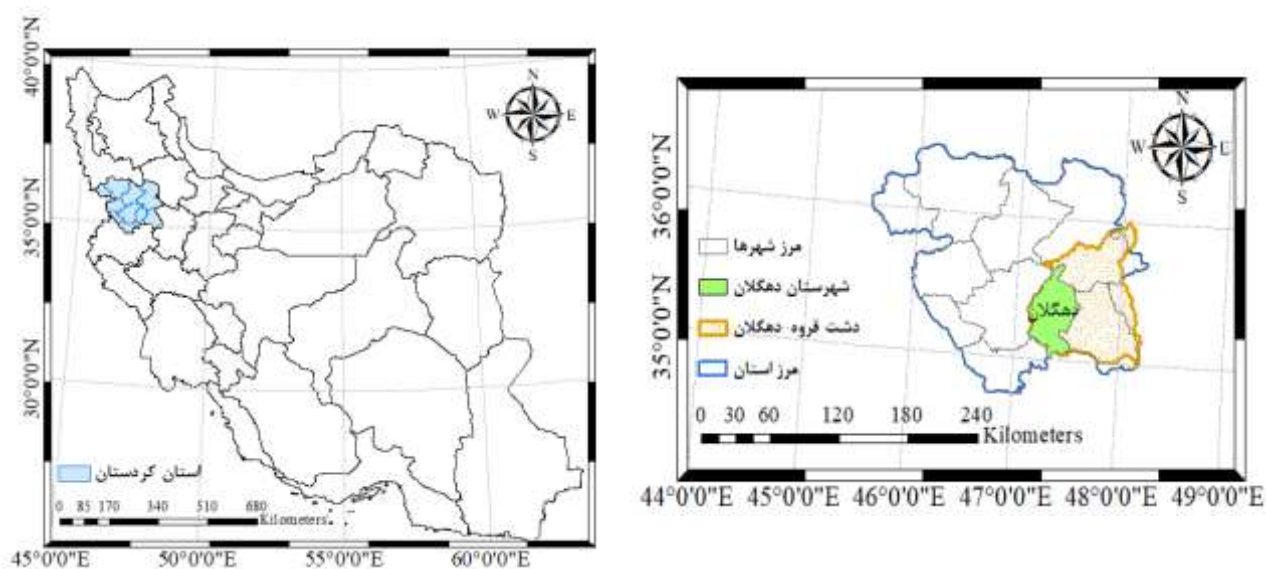 40°0'0"N
35°0'0"N
30°0'0"N
N
W E
S
استان کردستان
0 85 170 340 510 680
Kilometers
45°0'0"E 50°0'0"E 55°0'0"E 60°0'0"E
36°0'0"N
35°0'0"N
N
W E
S
مرز شهرها
شهرستان دهگلان
دشت قروه دهگلان
مرز استان
دهگلان
0 30 60 120 180 240
Kilometers
44°0'0"E 45°0'0"E 46°0'0"E 47°0'0"E 48°0'0"E 49°0'0"E